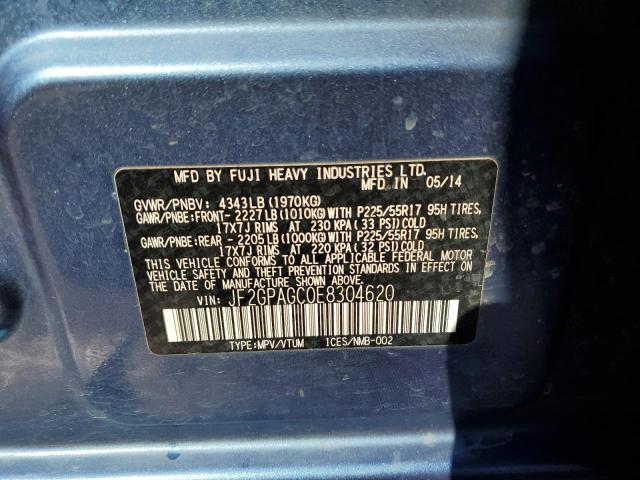 MFD BY FUJI HEAVY INDUSTRIES LTD.
MFD IN 05/14
GVWR/PNBV: 4343LB(1970KG)
GAWR/PNBE:FRONT- 2227LB(1010KG)WITH P225/55R17 95H TIRES,
17X7J RIMS AT 230 KPA(33 PSI)COLD
GAWR/PNBE:REAR - 2205LB(1000KG)WITH P225/55R17 95H TIRES,
17X7J RIMS AT 220 KPA(32 PSI)COLD
THIS VEHICLE CONFORMS TO ALL APPLICABLE FEDERAL MOTOR
VEHICLE SAFETY AND THEFT PREVENTION STANDARDS IN EFFECT ON
THE DATE OF MANUFACTURE SHOWN ABOVE.
VIN: JF2GPAGC0E8304620
TYPE:MPV/VTUM ICES/NMB-002